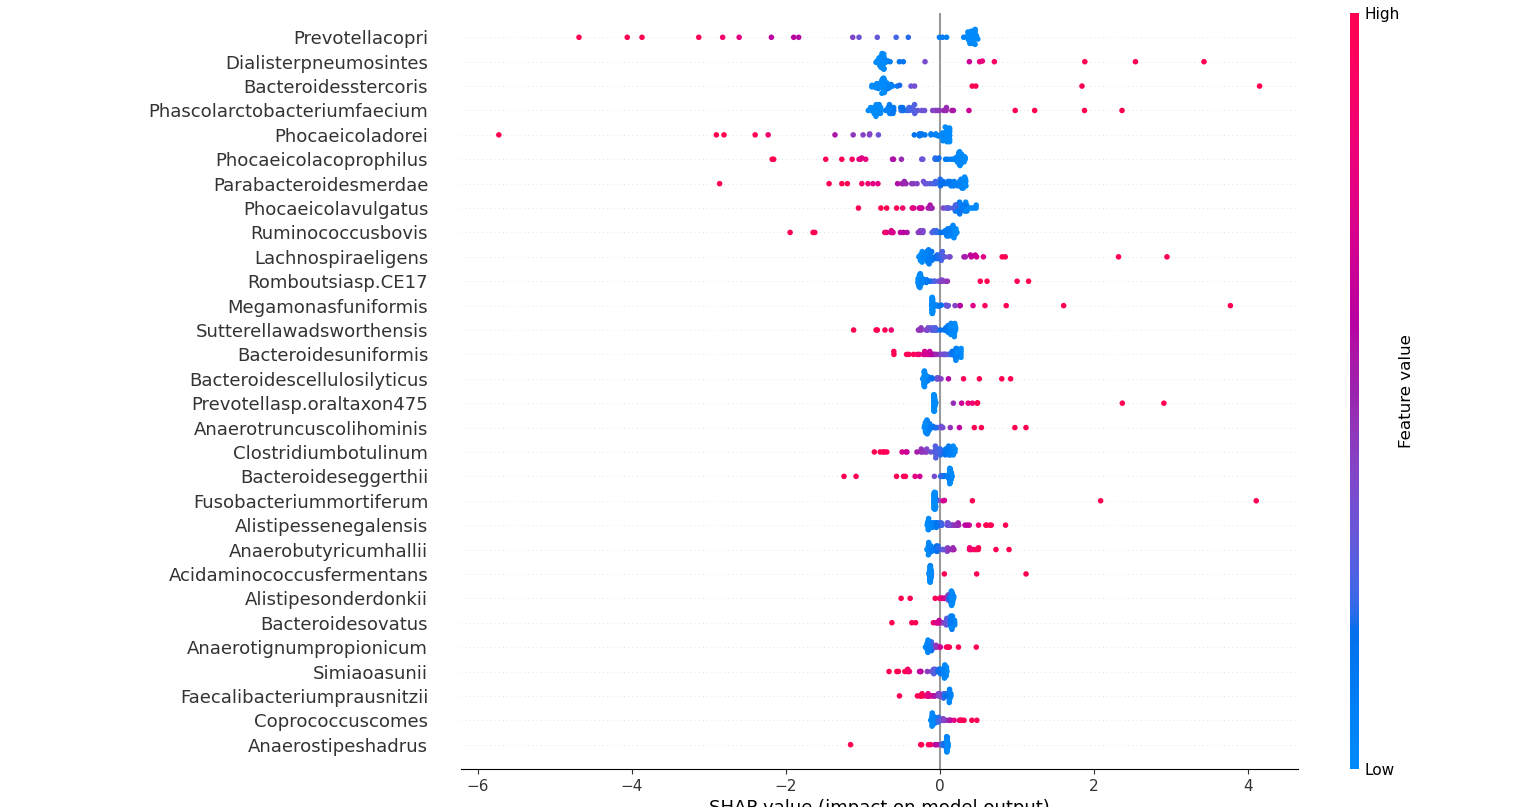 High
Prevotellacopri
Dialisterpneumosintes
Bacteroidesstercoris
Phascolarctobacteriumfaecium
Phocaeicoladorei
Phocaeicolacoprophilus
Parabacteroidesmerdae
Phocaeicolavulgatus
Ruminococcusbovis
Lachnospiraeligens
Romboutsiasp.CE17
Megamonasfuniformis
Sutterellawadsworthensis
Bacteroidesuniformis
Bacteroidescellulosilyticus
Prevotellasp.oraltaxon475
Anaerotruncuscolihominis
Clostridiumbotulinum
Bacteroideseggerthii
Fusobacteriummortiferum
Alistipessenegalensis
Anaerobutyricumhallii
Acidaminococcusfermentans
Alistipesonderdonkii
Bacteroidesovatus
Anaerotignumpropionicum
Simiaoasunii
Faecalibacteriumprausnitzii
Coprococcuscomes
Anaerostipeshadrus
Feature value
Low
−6 −4 −2 0 2 4
SHAP value (impact on model output)